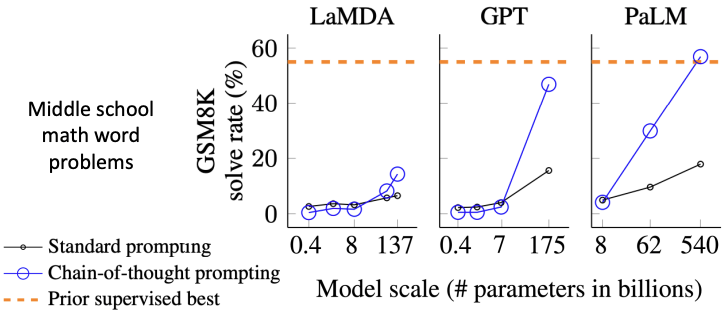 LaMDA GPT PaLM
Middle school
math word
problems
GSM8K
solve rate (%)
60
40
20
0
0.4 8 137 0.4 7 175 8 62 540
Model scale (# parameters in billions)
Standard prompting
Chain-of-thought prompting
Prior supervised best